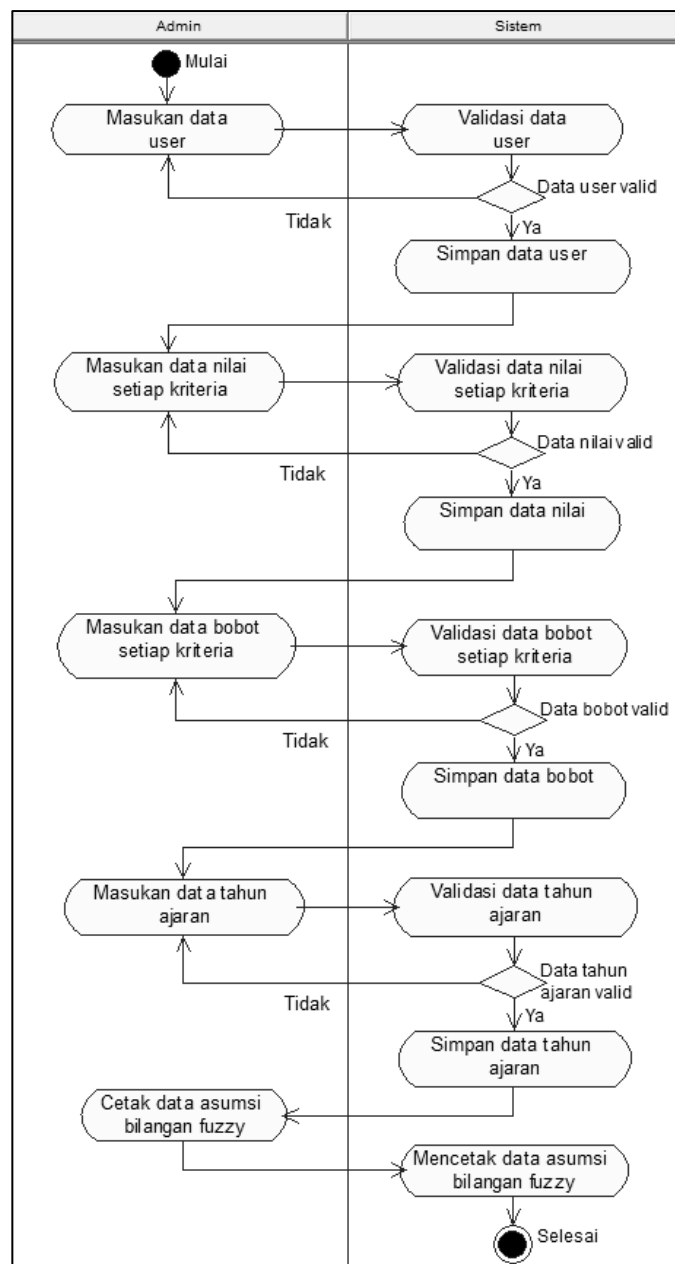 Admin
Sistem
Mulai
Masukan data
user
Validasi data
user
Data user valid
Tidak
Ya
Simpan data user
Masukan data nilai
setiap kriteria
Validasi data nilai
setiap kriteria
Data nilai valid
Tidak
Ya
Simpan data nilai
Masukan data bobot
setiap kriteria
Validasi data bobot
setiap kriteria
Data bobot valid
Tidak
Ya
Simpan data bobot
Masukan data tahun
ajaran
Validasi data tahun
ajaran
Data tahun
ajaran valid
Tidak
Ya
Simpan data tahun
ajaran
Cetak data asumsi
bilangan fuzzy
Mencetak data asumsi
bilangan fuzzy
Selesai